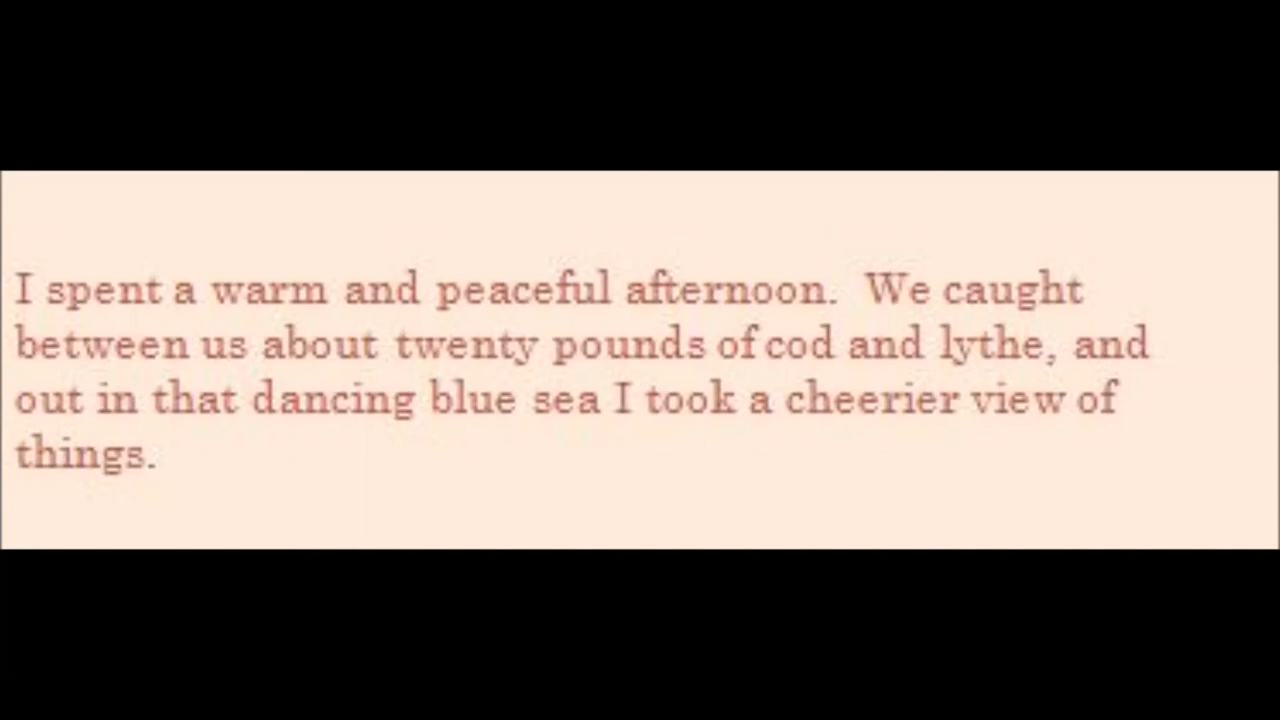 I spent a warm and peaceful afternoon. We caught
between us about twenty pounds of cod and lythe, and
out in that dancing blue sea I took a cheerier view of
things.